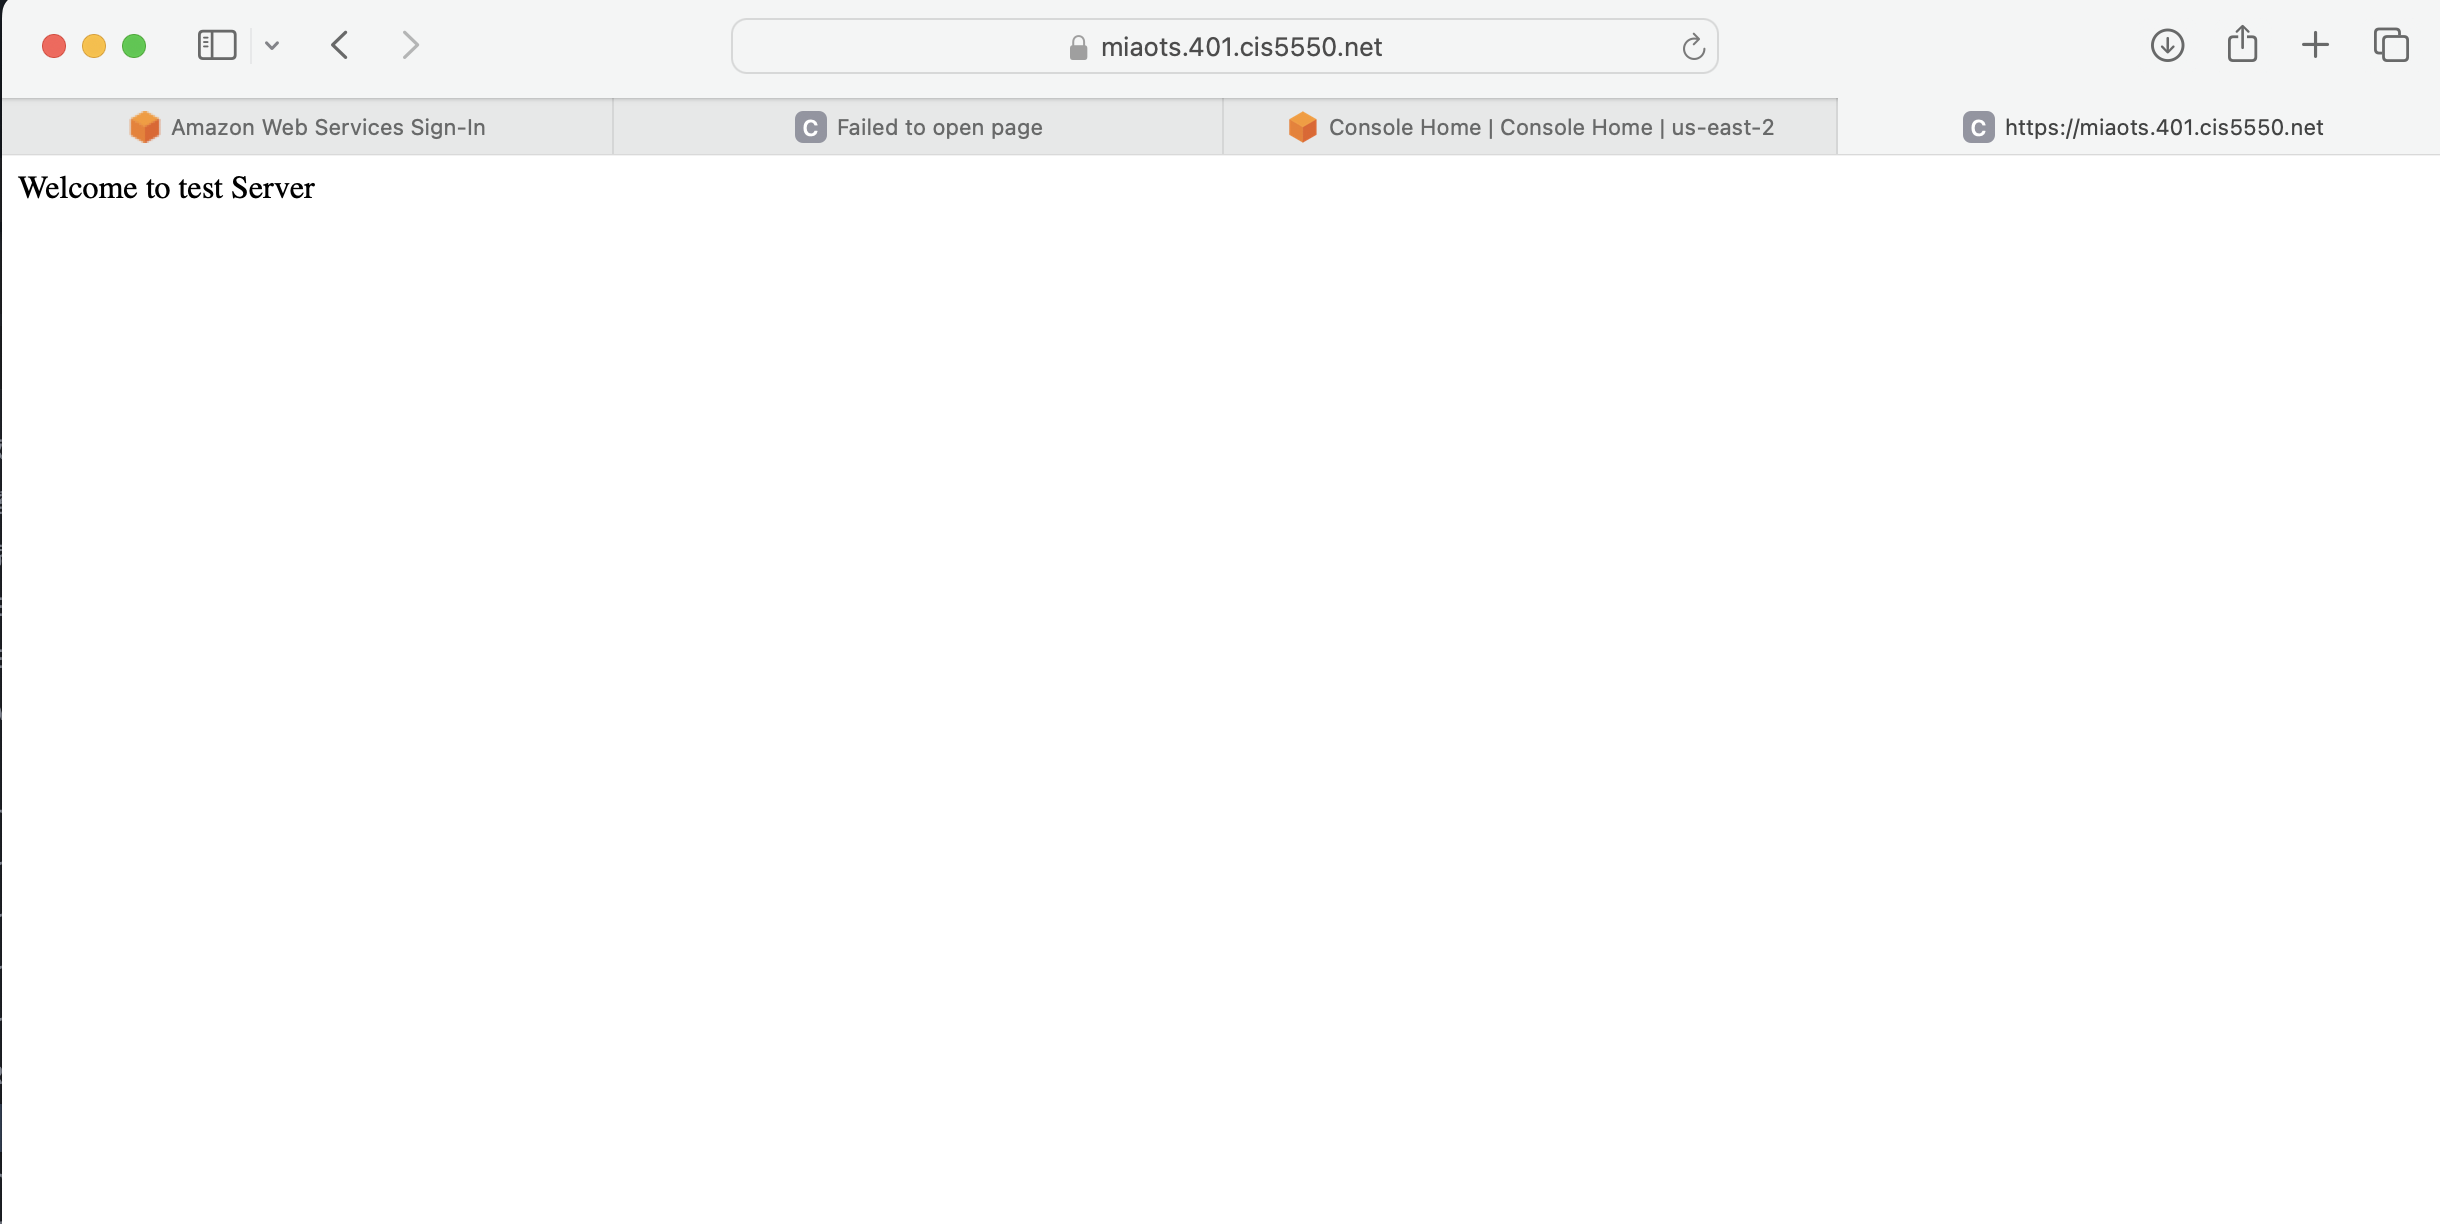 miaots.401.cis5550.net
Amazon Web Services Sign-In
C Failed to open page
Console Home | Console Home | us-east-2
C https://miaots.401.cis5550.net
Welcome to test Server